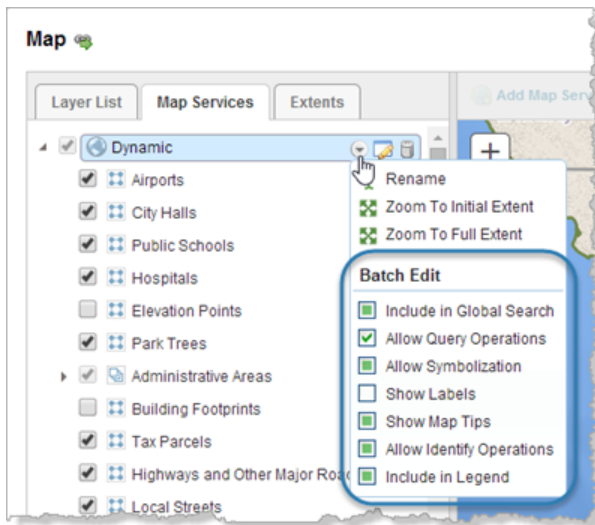 Map
Layer List Map Services Extents
Add Map Serv
Dynamic
Airports
City Halls
Public Schools
Hospitals
Elevation Points
Park Trees
Administrative Areas
Building Footprints
Tax Parcels
Highways and Other Major Roa
Local Streets
Rename
Zoom To Initial Extent
Zoom To Full Extent
Batch Edit
Include in Global Search
Allow Query Operations
Allow Symbolization
Show Labels
Show Map Tips
Allow Identify Operations
Include in Legend